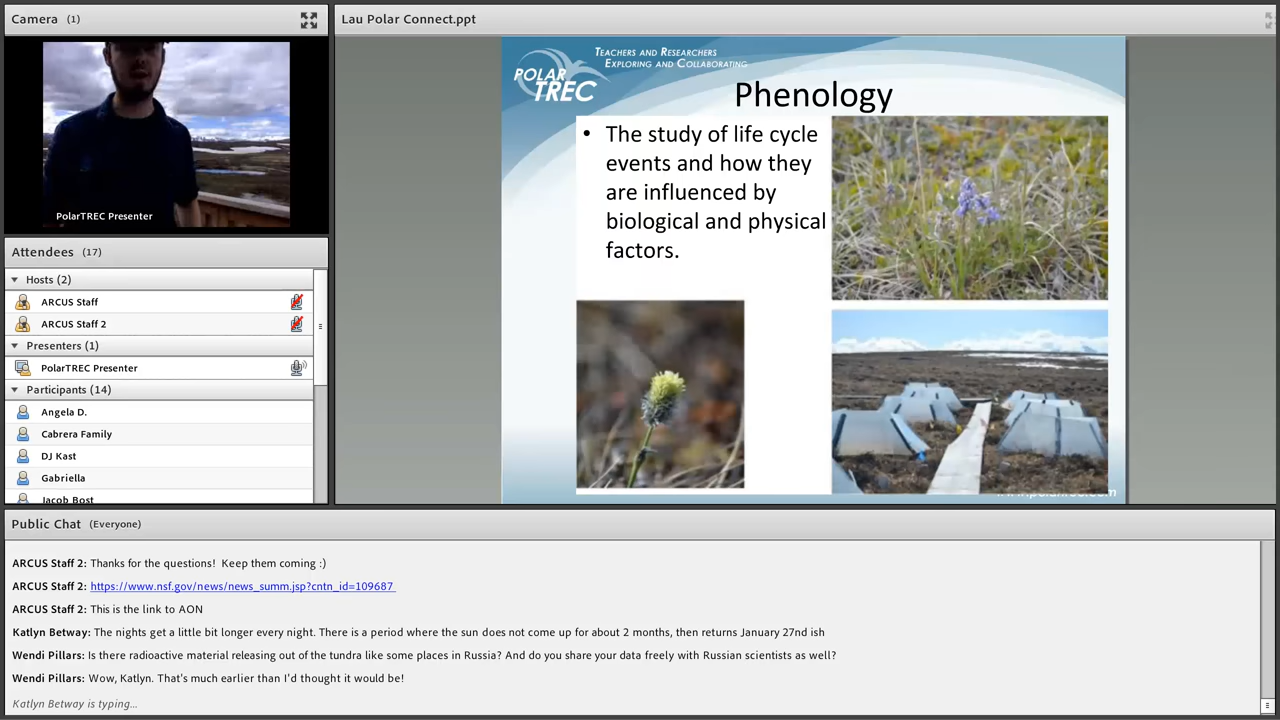 Camera (1)
PolarTREC Presenter
Attendees (17)
Hosts (2)
ARCUS Staff
ARCUS Staff 2
Presenters (1)
PolarTREC Presenter
Participants (14)
Angela D.
Cabrera Family
DJ Kast
Gabriella
Jacob Bost
Lau Polar Connect.ppt
TEACHERS AND RESEARCHERS
EXPLORING AND COLLABORATING
POLAR
TREC
Phenology
• The study of life cycle
events and how they
are influenced by
biological and physical
factors.
Public Chat (Everyone)
ARCUS Staff 2: Thanks for the questions! Keep them coming :)
ARCUS Staff 2: https://www.nsf.gov/news/news_summ.jsp?cntn_id=109687
ARCUS Staff 2: This is the link to AON
Katlyn Betway: The nights get a little bit longer every night. There is a period where the sun does not come up for about 2 months, then returns January 27nd ish
Wendi Pillars: Is there radioactive material releasing out of the tundra like some places in Russia? And do you share your data freely with Russian scientists as well?
Wendi Pillars: Wow, Katlyn. That's much earlier than I'd thought it would be!
Katlyn Betway is typing...